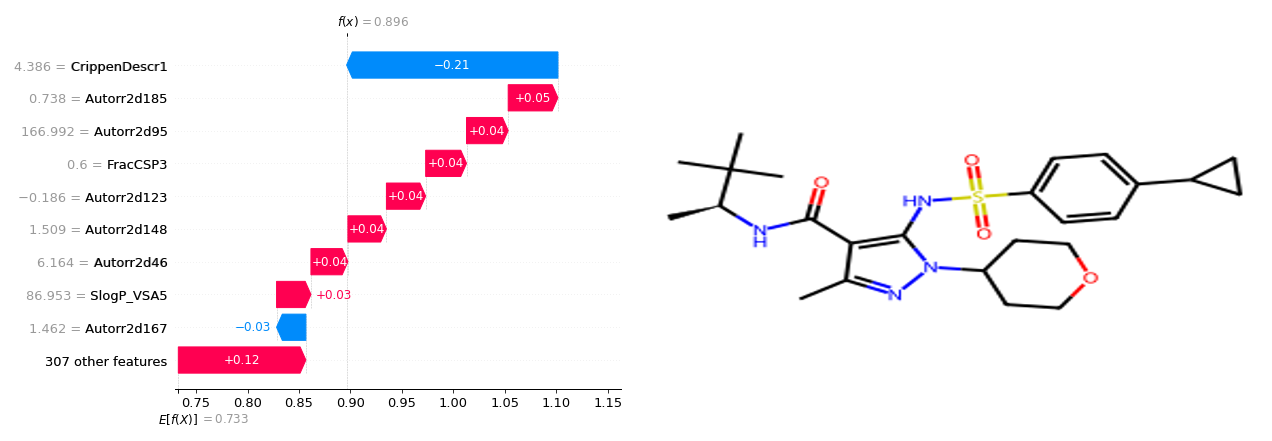 f(x) = 0.896
4.386 = CrippenDescr1
−0.21
0.738 = Autorr2d185
+0.05
166.992 = Autorr2d95
+0.04
0.6 = FracCSP3
+0.04
−0.186 = Autorr2d123
+0.04
1.509 = Autorr2d148
+0.04
6.164 = Autorr2d46
+0.04
86.953 = SlogP_VSA5
+0.03
1.462 = Autorr2d167
−0.03
307 other features
+0.12
0.75 0.80 0.85 0.90 0.95 1.00 1.05 1.10 1.15
E[f(X)] = 0.733
O
HN
S
O
O
N
H
N
N
O